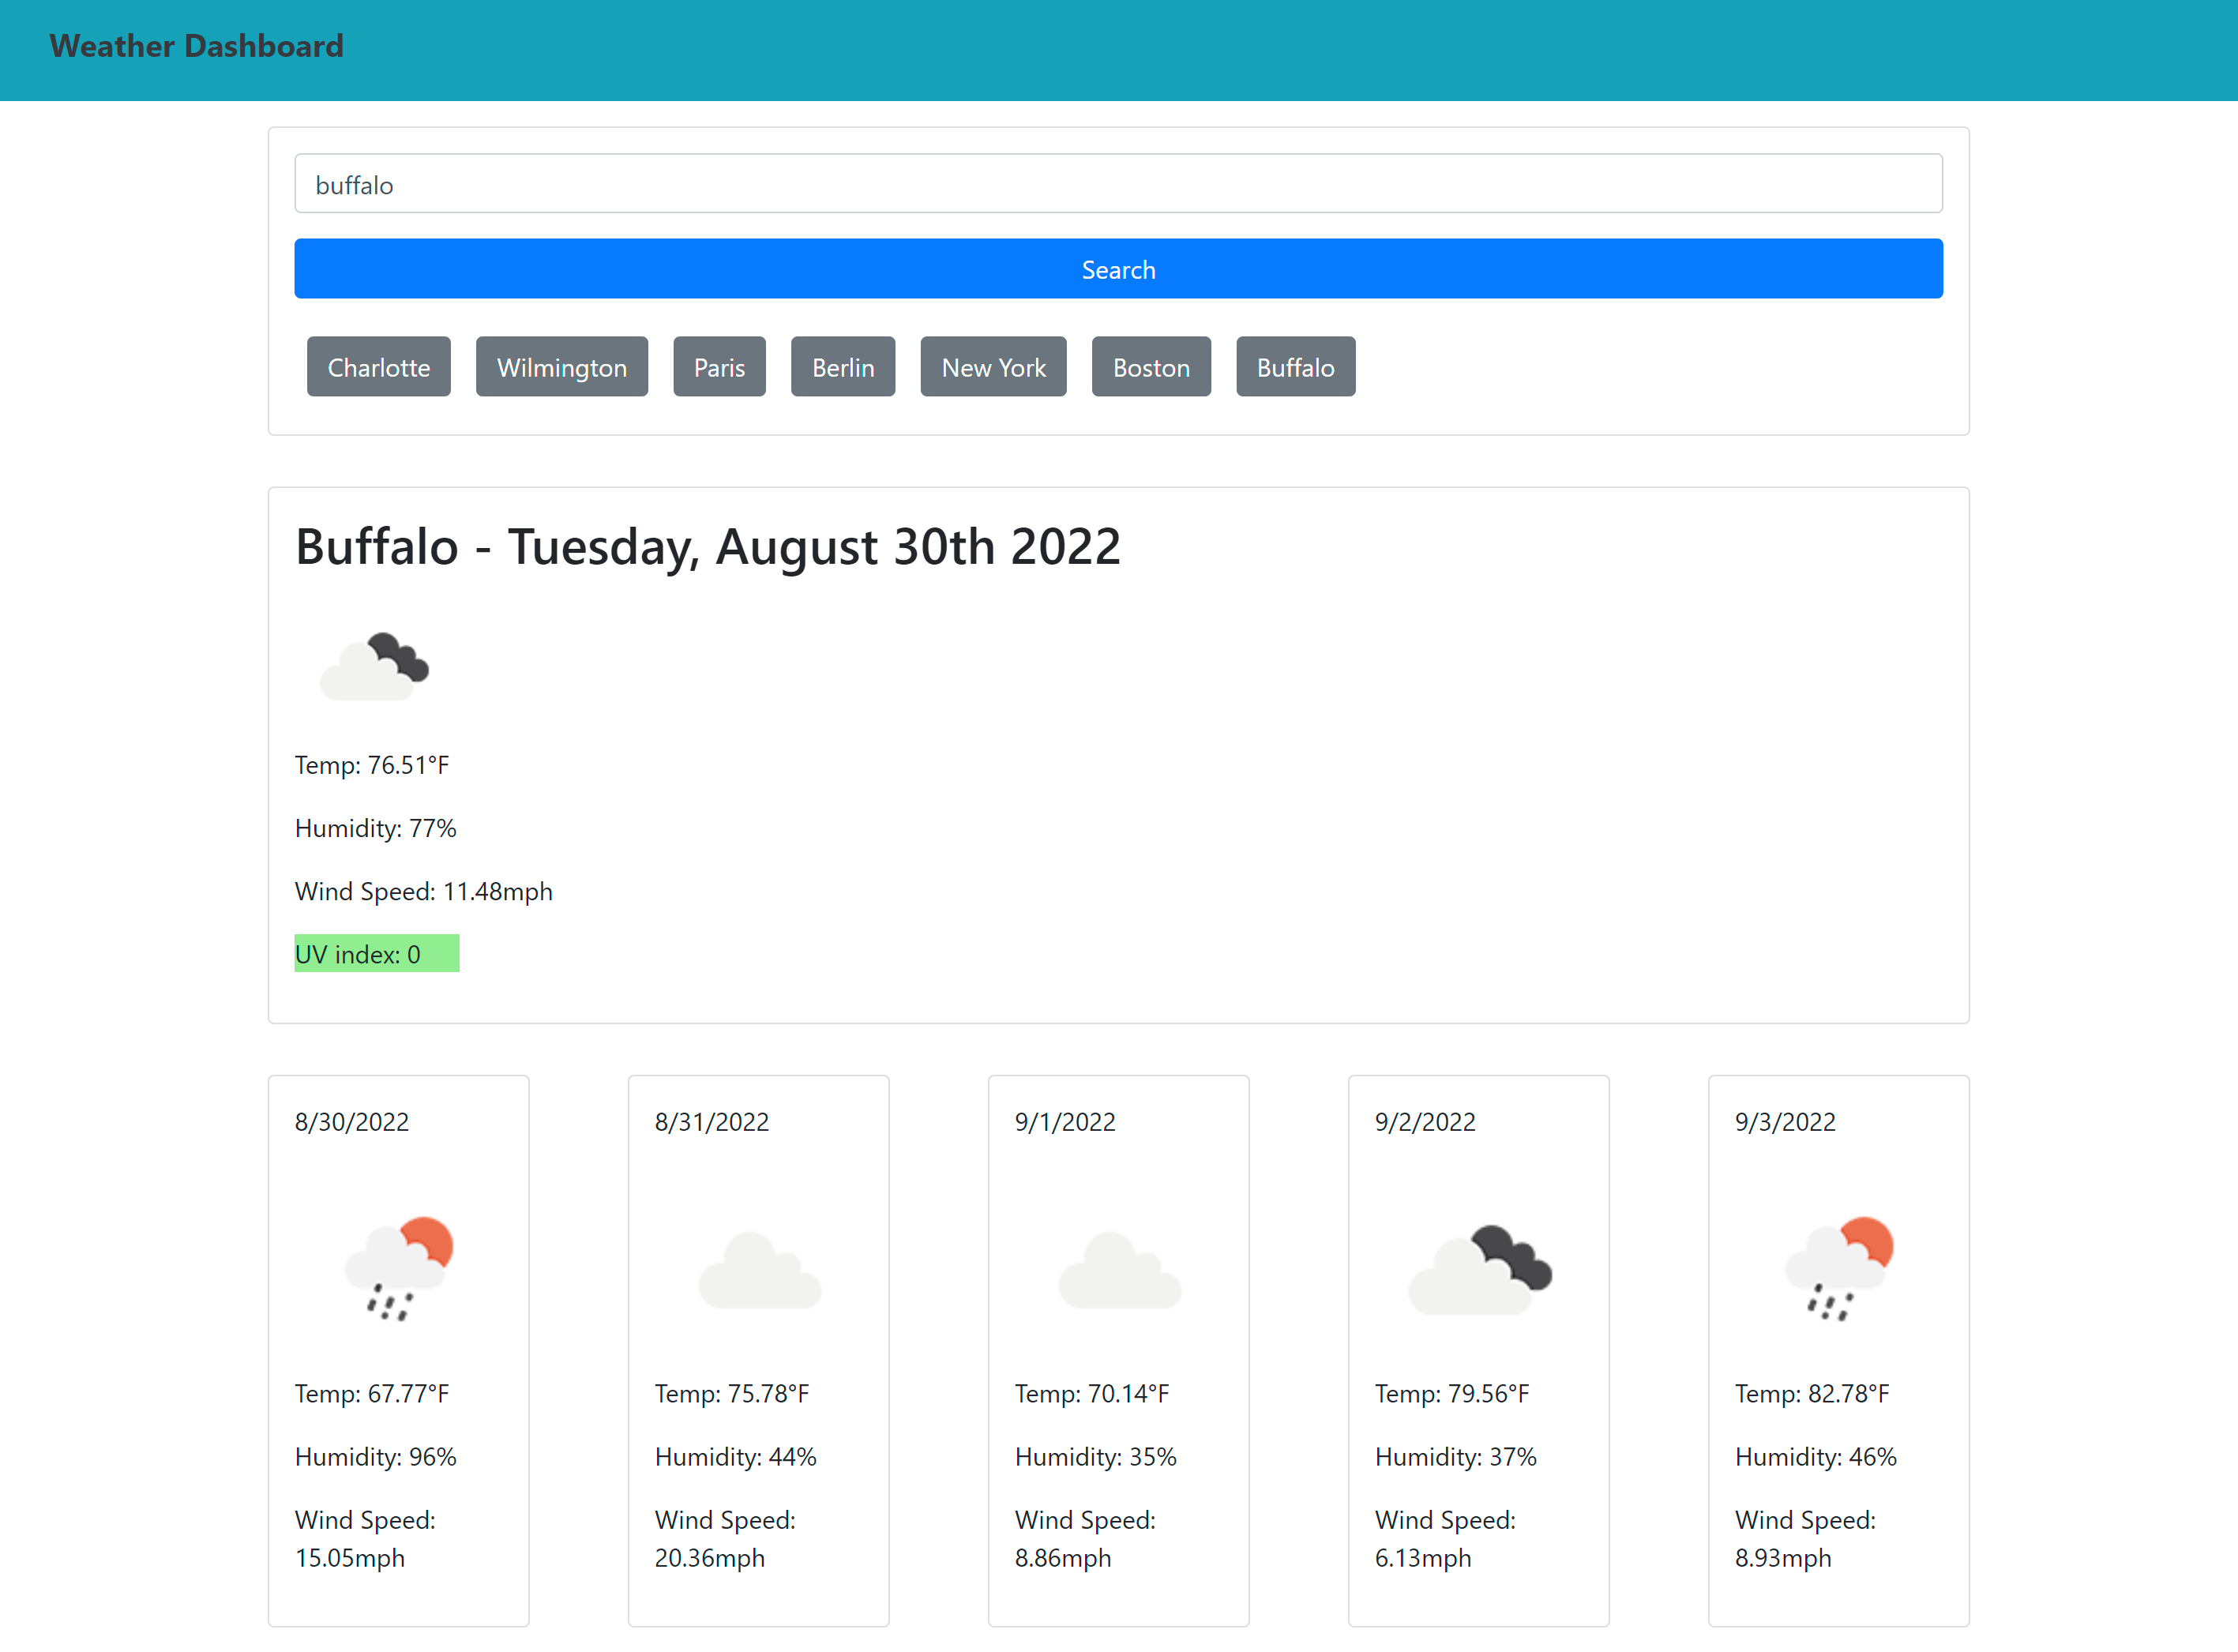 Weather Dashboard
buffalo
Search
Charlotte Wilmington Paris Berlin New York Boston Buffalo
Buffalo - Tuesday, August 30th 2022
Temp: 76.51°F
Humidity: 77%
Wind Speed: 11.48mph
UV index: 0
8/30/2022
Temp: 67.77°F
Humidity: 96%
Wind Speed:
15.05mph
8/31/2022
Temp: 75.78°F
Humidity: 44%
Wind Speed:
20.36mph
9/1/2022
Temp: 70.14°F
Humidity: 35%
Wind Speed:
8.86mph
9/2/2022
Temp: 79.56°F
Humidity: 37%
Wind Speed:
6.13mph
9/3/2022
Temp: 82.78°F
Humidity: 46%
Wind Speed:
8.93mph